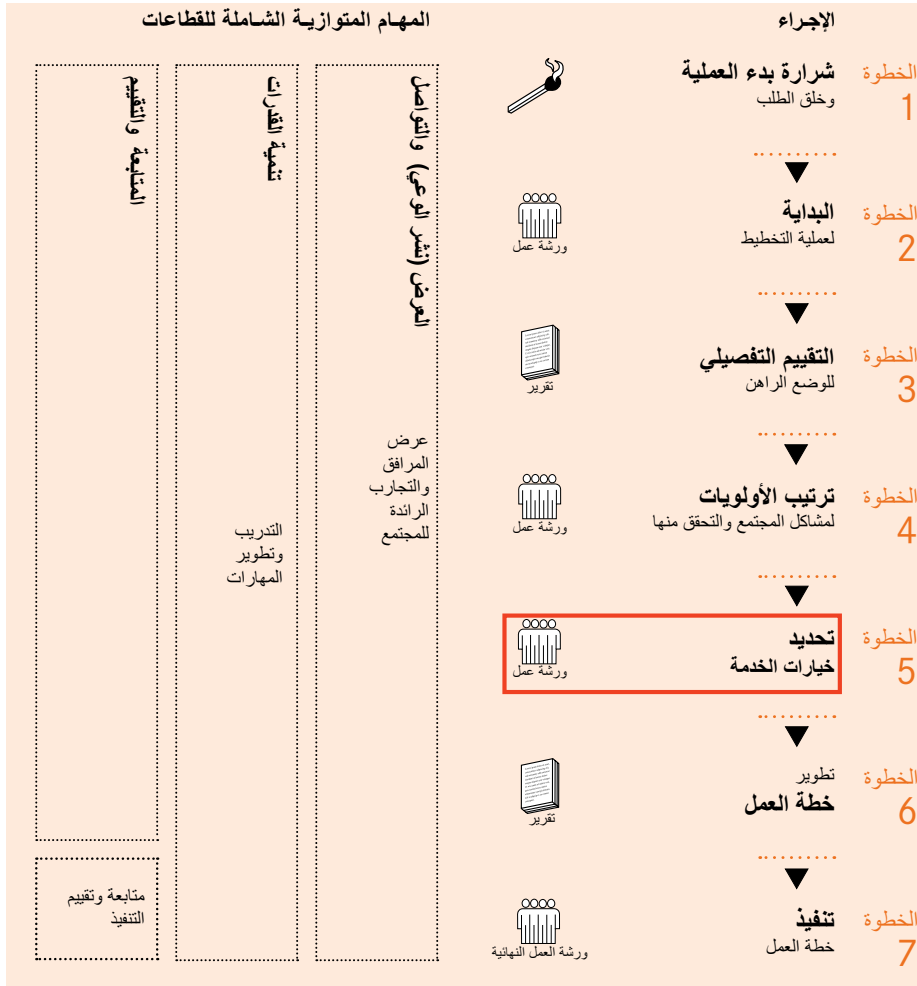 الإجراء
المهـام المتوازيـة الشـاملة للقطاعات
الخطوة
1
شرارة بدء العملية
وخلق الطلب
الخطوة
2
البداية
لعملية التخطيط
ورشة عمل
الخطوة
3
التقييم التفصيلي
للوضع الراهن
تقرير
الخطوة
4
ترتيب الأولويات
لمشاكل المجتمع والتحقق منها
ورشة عمل
الخطوة
5
تحديد
خيارات الخدمة
ورشة عمل
الخطوة
6
تطوير
خطة العمل
تقرير
الخطوة
7
تنفيذ
خطة العمل
ورشة العمل النهائية
العرض (نشر الوعي) والتواصل
عرض
المرافق
والتجارب
الرائدة
للمجتمع
تنمية القدرات
التدريب
وتطوير
المهارات
المتابعة والتقييم
متابعة وتقييم
التنفيذ